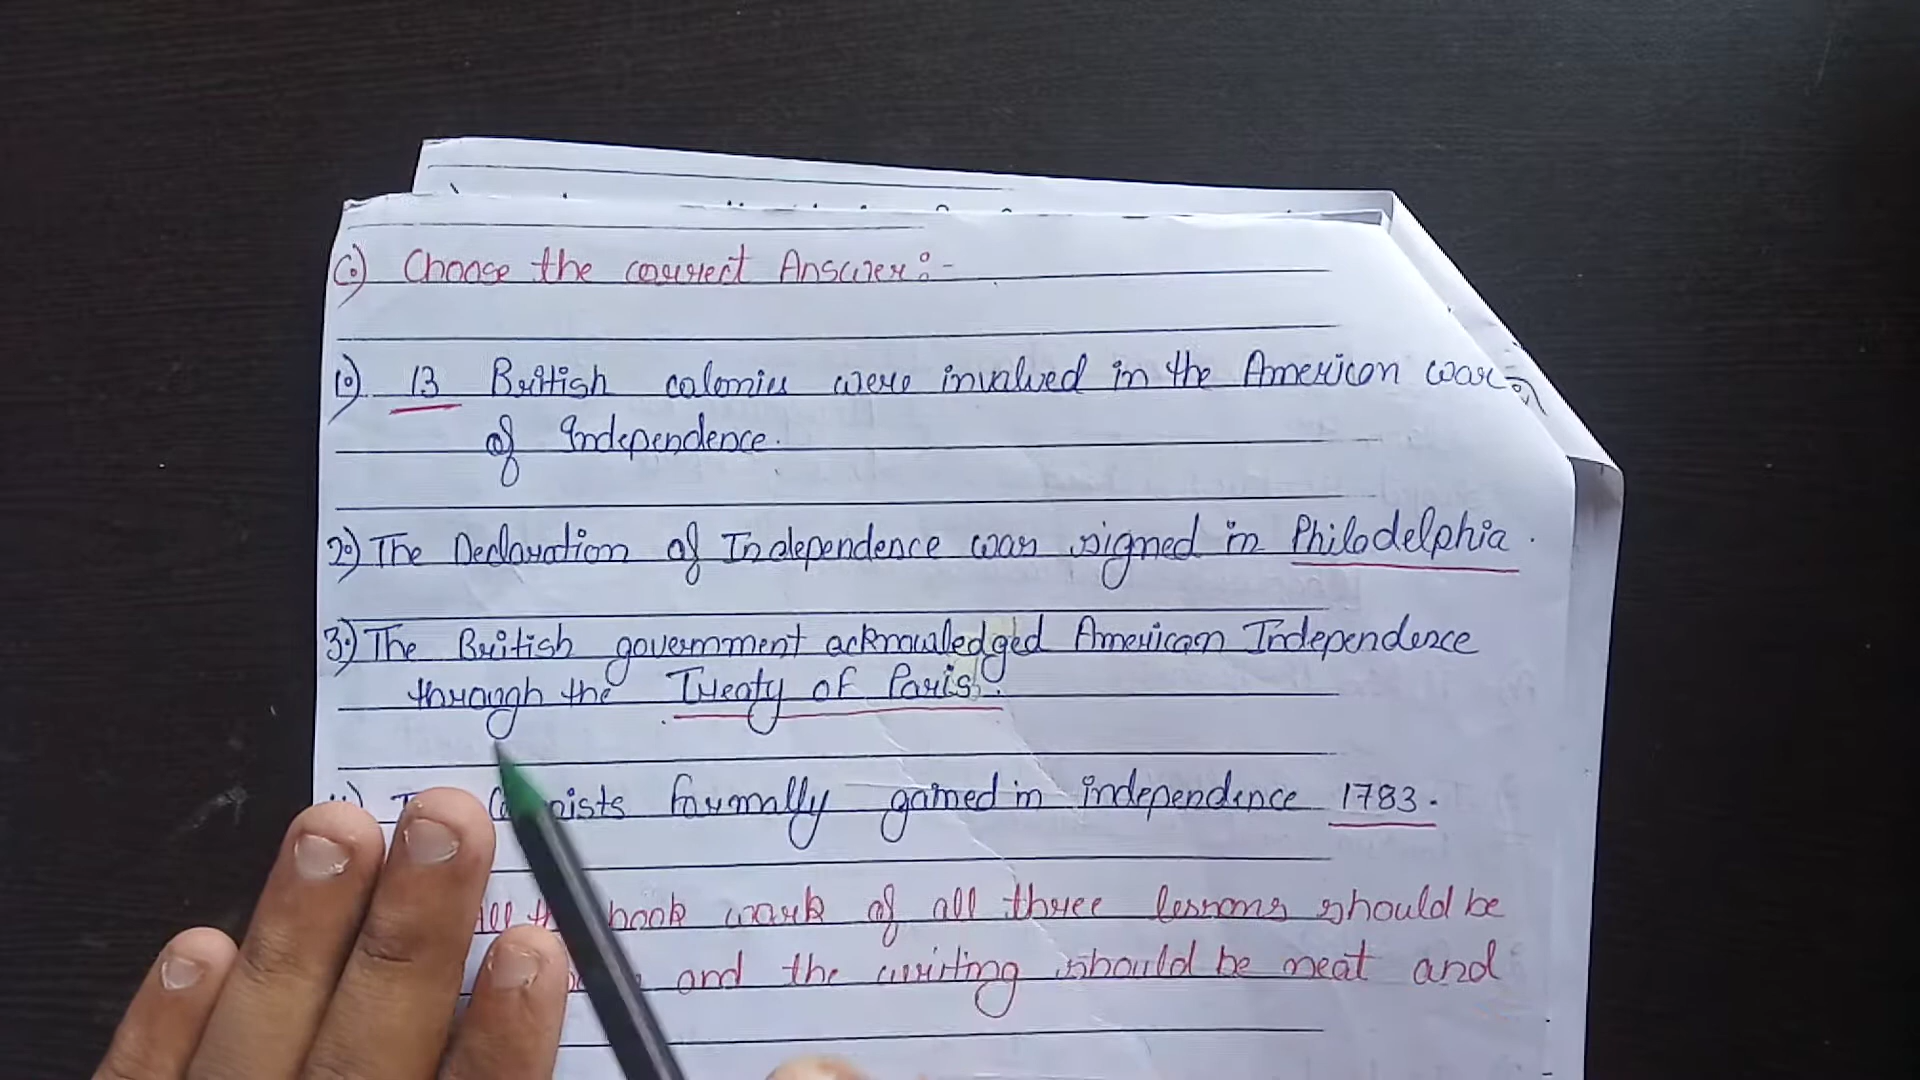 C.) Choose the correct Answer:-
1.) 13 British colonies were involved in the American war
of Independence.
2.) The Declaration of Independence was signed in Philadelphia.
3.) The British government acknowledged American Independence
through the Treaty of Paris.
formally gained in independence 1783.
book work of all three lessons should be
and the writing should be neat and